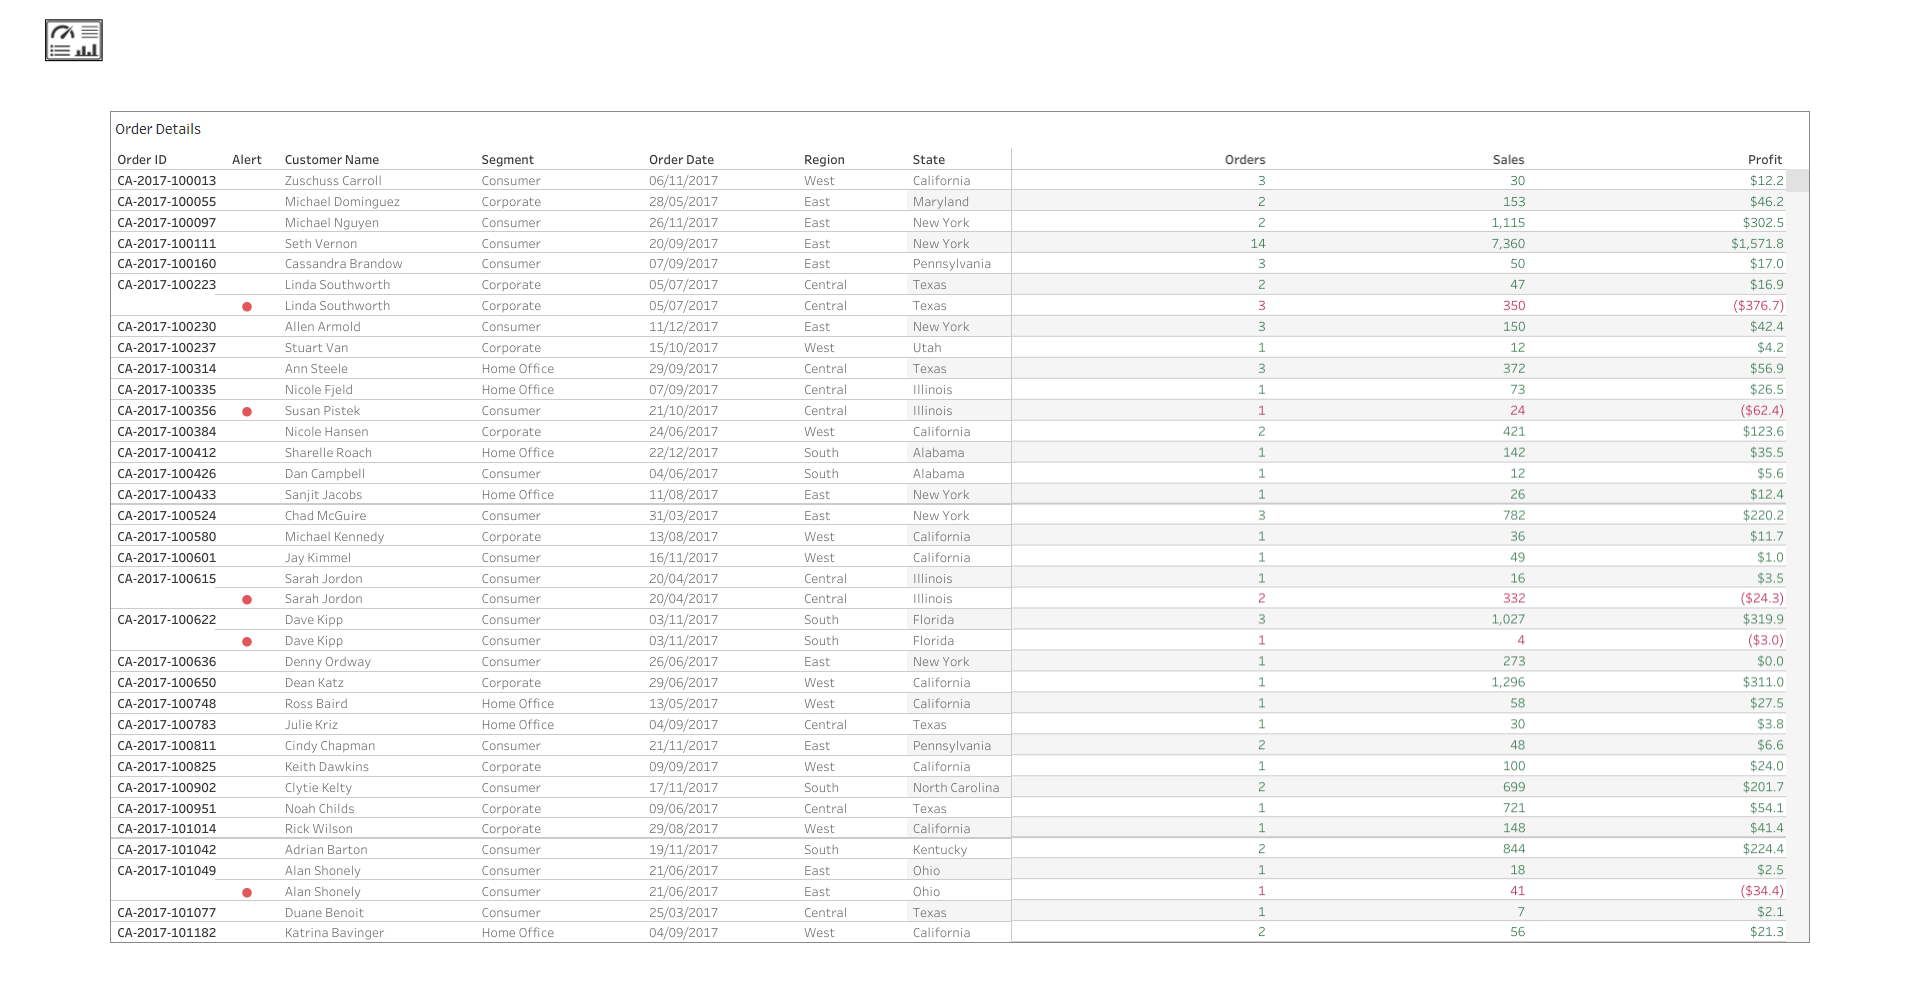 Order Details
Order ID Alert Customer Name Segment Order Date Region State Orders Sales Profit
CA-2017-100013 Zuschuss Carroll Consumer 06/11/2017 West California 3 30 $12.2
CA-2017-100055 Michael Dominguez Corporate 28/05/2017 East Maryland 2 153 $46.2
CA-2017-100097 Michael Nguyen Consumer 26/11/2017 East New York 2 1,115 $302.5
CA-2017-100111 Seth Vernon Consumer 20/09/2017 East New York 14 7,360 $1,571.8
CA-2017-100160 Cassandra Brandow Consumer 07/09/2017 East Pennsylvania 3 50 $17.0
CA-2017-100223 Linda Southworth Corporate 05/07/2017 Central Texas 2 47 $16.9
Linda Southworth Corporate 05/07/2017 Central Texas 3 350 ($376.7)
CA-2017-100230 Allen Armold Consumer 11/12/2017 East New York 3 150 $42.4
CA-2017-100237 Stuart Van Corporate 15/10/2017 West Utah 1 12 $4.2
CA-2017-100314 Ann Steele Home Office 29/09/2017 Central Texas 3 372 $56.9
CA-2017-100335 Nicole Fjeld Home Office 07/09/2017 Central Illinois 1 73 $26.5
CA-2017-100356 Susan Pistek Consumer 21/10/2017 Central Illinois 1 24 ($62.4)
CA-2017-100384 Nicole Hansen Corporate 24/06/2017 West California 2 421 $123.6
CA-2017-100412 Sharelle Roach Home Office 22/12/2017 South Alabama 1 142 $35.5
CA-2017-100426 Dan Campbell Consumer 04/06/2017 South Alabama 1 12 $5.6
CA-2017-100433 Sanjit Jacobs Home Office 11/08/2017 East New York 1 26 $12.4
CA-2017-100524 Chad McGuire Consumer 31/03/2017 East New York 3 782 $220.2
CA-2017-100580 Michael Kennedy Corporate 13/08/2017 West California 1 36 $11.7
CA-2017-100601 Jay Kimmel Consumer 16/11/2017 West California 1 49 $1.0
CA-2017-100615 Sarah Jordon Consumer 20/04/2017 Central Illinois 1 16 $3.5
Sarah Jordon Consumer 20/04/2017 Central Illinois 2 332 ($24.3)
CA-2017-100622 Dave Kipp Consumer 03/11/2017 South Florida 3 1,027 $319.9
Dave Kipp Consumer 03/11/2017 South Florida 1 4 ($3.0)
CA-2017-100636 Denny Ordway Consumer 26/06/2017 East New York 1 273 $0.0
CA-2017-100650 Dean Katz Corporate 29/06/2017 West California 1 1,296 $311.0
CA-2017-100748 Ross Baird Home Office 13/05/2017 West California 1 58 $27.5
CA-2017-100783 Julie Kriz Home Office 04/09/2017 Central Texas 1 30 $3.8
CA-2017-100811 Cindy Chapman Consumer 21/11/2017 East Pennsylvania 2 48 $6.6
CA-2017-100825 Keith Dawkins Corporate 09/09/2017 West California 1 100 $24.0
CA-2017-100902 Clytie Kelty Consumer 17/11/2017 South North Carolina 2 699 $201.7
CA-2017-100951 Noah Childs Corporate 09/06/2017 Central Texas 1 721 $54.1
CA-2017-101014 Rick Wilson Corporate 29/08/2017 West California 1 148 $41.4
CA-2017-101042 Adrian Barton Consumer 19/11/2017 South Kentucky 2 844 $224.4
CA-2017-101049 Alan Shonely Consumer 21/06/2017 East Ohio 1 18 $2.5
Alan Shonely Consumer 21/06/2017 East Ohio 1 41 ($34.4)
CA-2017-101077 Duane Benoit Consumer 25/03/2017 Central Texas 1 7 $2.1
CA-2017-101182 Katrina Bavinger Home Office 04/09/2017 West California 2 56 $21.3